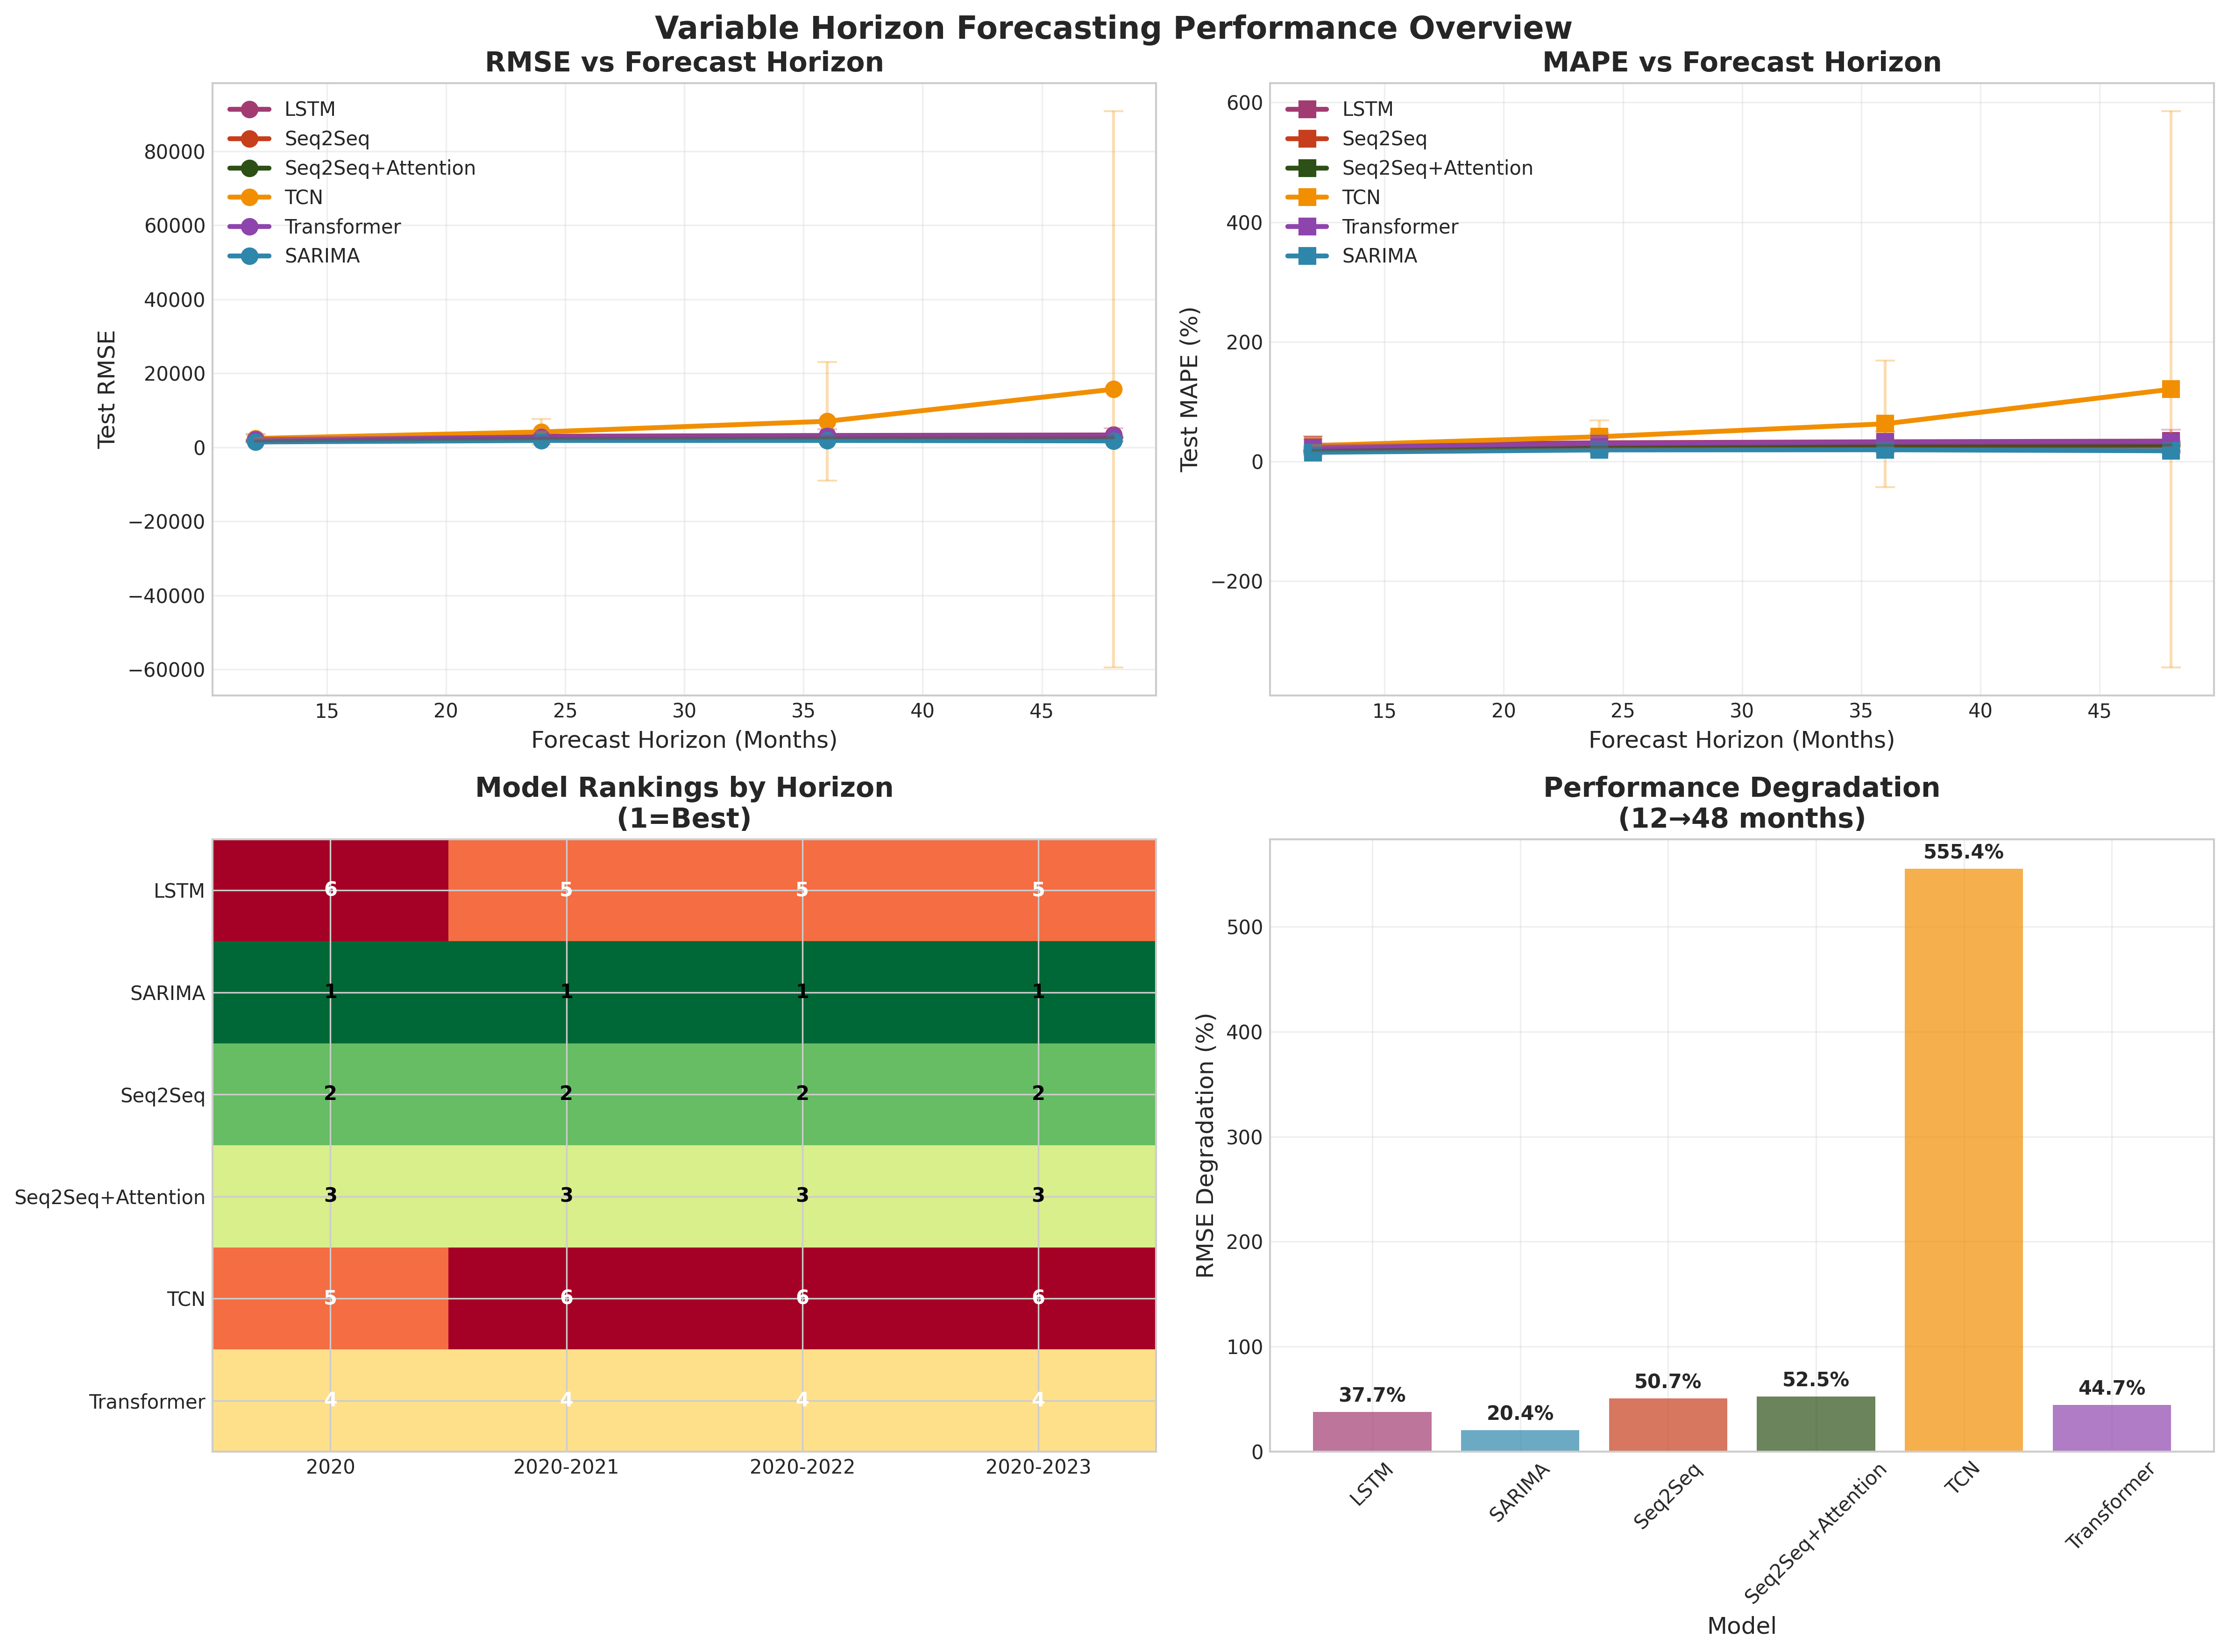 Variable Horizon Forecasting Performance Overview
RMSE vs Forecast Horizon
LSTM
Seq2Seq
Seq2Seq+Attention
TCN
Transformer
SARIMA
80000
60000
40000
20000
0
−20000
−40000
−60000
Test RMSE
15 20 25 30 35 40 45
Forecast Horizon (Months)
MAPE vs Forecast Horizon
LSTM
Seq2Seq
Seq2Seq+Attention
TCN
Transformer
SARIMA
600
400
200
0
−200
Test MAPE (%)
15 20 25 30 35 40 45
Forecast Horizon (Months)
Model Rankings by Horizon
(1=Best)
LSTM 6 5 5 5
SARIMA 1 1 1 1
Seq2Seq 2 2 2 2
Seq2Seq+Attention 3 3 3 3
TCN 5 6 6 6
Transformer 4 4 4 4
2020 2020-2021 2020-2022 2020-2023
Performance Degradation
(12→48 months)
500
400
300
200
100
0
RMSE Degradation (%)
37.7% 20.4% 50.7% 52.5% 555.4% 44.7%
LSTM SARIMA Seq2Seq Seq2Seq+Attention TCN Transformer
Model